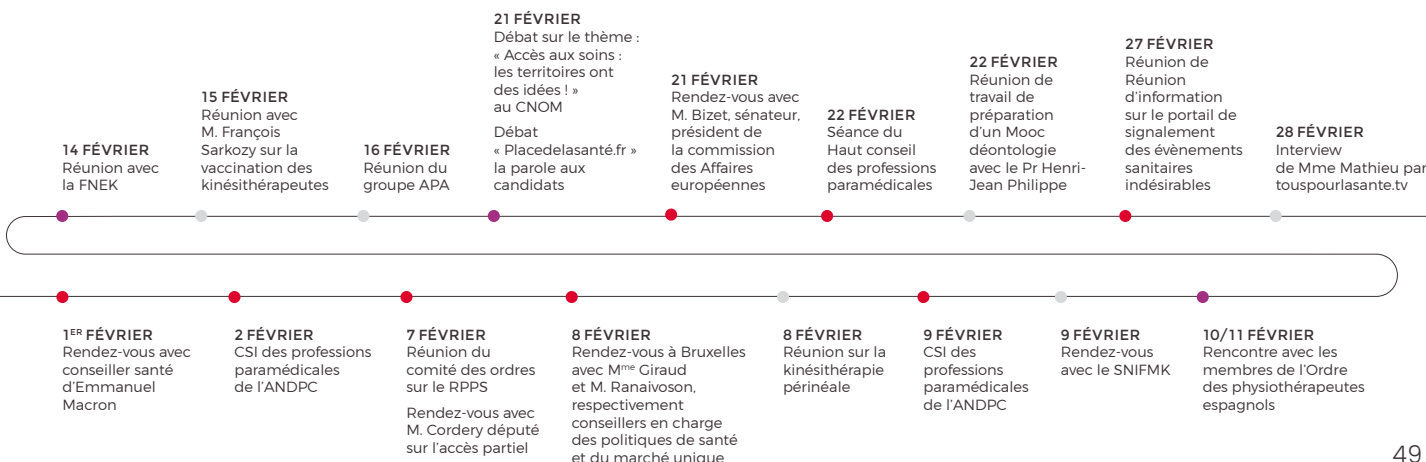 21 FÉVRIER
Débat sur le thème :
« Accès aux soins :
les territoires ont
des idées ! »
au CNOM
Débat
« Placedelasanté.fr »
la parole aux
candidats
27 FÉVRIER
Réunion de
Réunion
d'information
sur le portail de
signalement
des évènements
sanitaires
indésirables
22 FÉVRIER
Réunion de
travail de
préparation
d'un Mooc
déontologie
avec le Pr Henri-
Jean Philippe
21 FÉVRIER
Rendez-vous avec
M. Bizet, sénateur,
président de
la commission
des Affaires
européennes
15 FÉVRIER
Réunion avec
M. François
Sarkozy sur la
vaccination des
kinésithérapeutes
22 FÉVRIER
Séance du
Haut conseil
des professions
paramédicales
28 FÉVRIER
Interview
de Mme Mathieu par
touspourlasante.tv
14 FÉVRIER
Réunion avec
la FNEK
16 FÉVRIER
Réunion du
groupe APA
1ER FÉVRIER
Rendez-vous avec
conseiller santé
d'Emmanuel
Macron
2 FÉVRIER
CSI des professions
paramédicales
de l'ANDPC
7 FÉVRIER
Réunion du
comité des ordres
sur le RPPS
Rendez-vous avec
M. Cordery député
sur l'accès partiel
8 FÉVRIER
Rendez-vous à Bruxelles
avec Mme Giraud
et M. Ranaivoson,
respectivement
conseillers en charge
des politiques de santé
et du marché unique
8 FÉVRIER
Réunion sur la
kinésithérapie
périnéale
9 FÉVRIER
CSI des
professions
paramédicales
de l'ANDPC
9 FÉVRIER
Rendez-vous
avec le SNIFMK
10/11 FÉVRIER
Rencontre avec les
membres de l'Ordre
des physiothérapeutes
espagnols
49